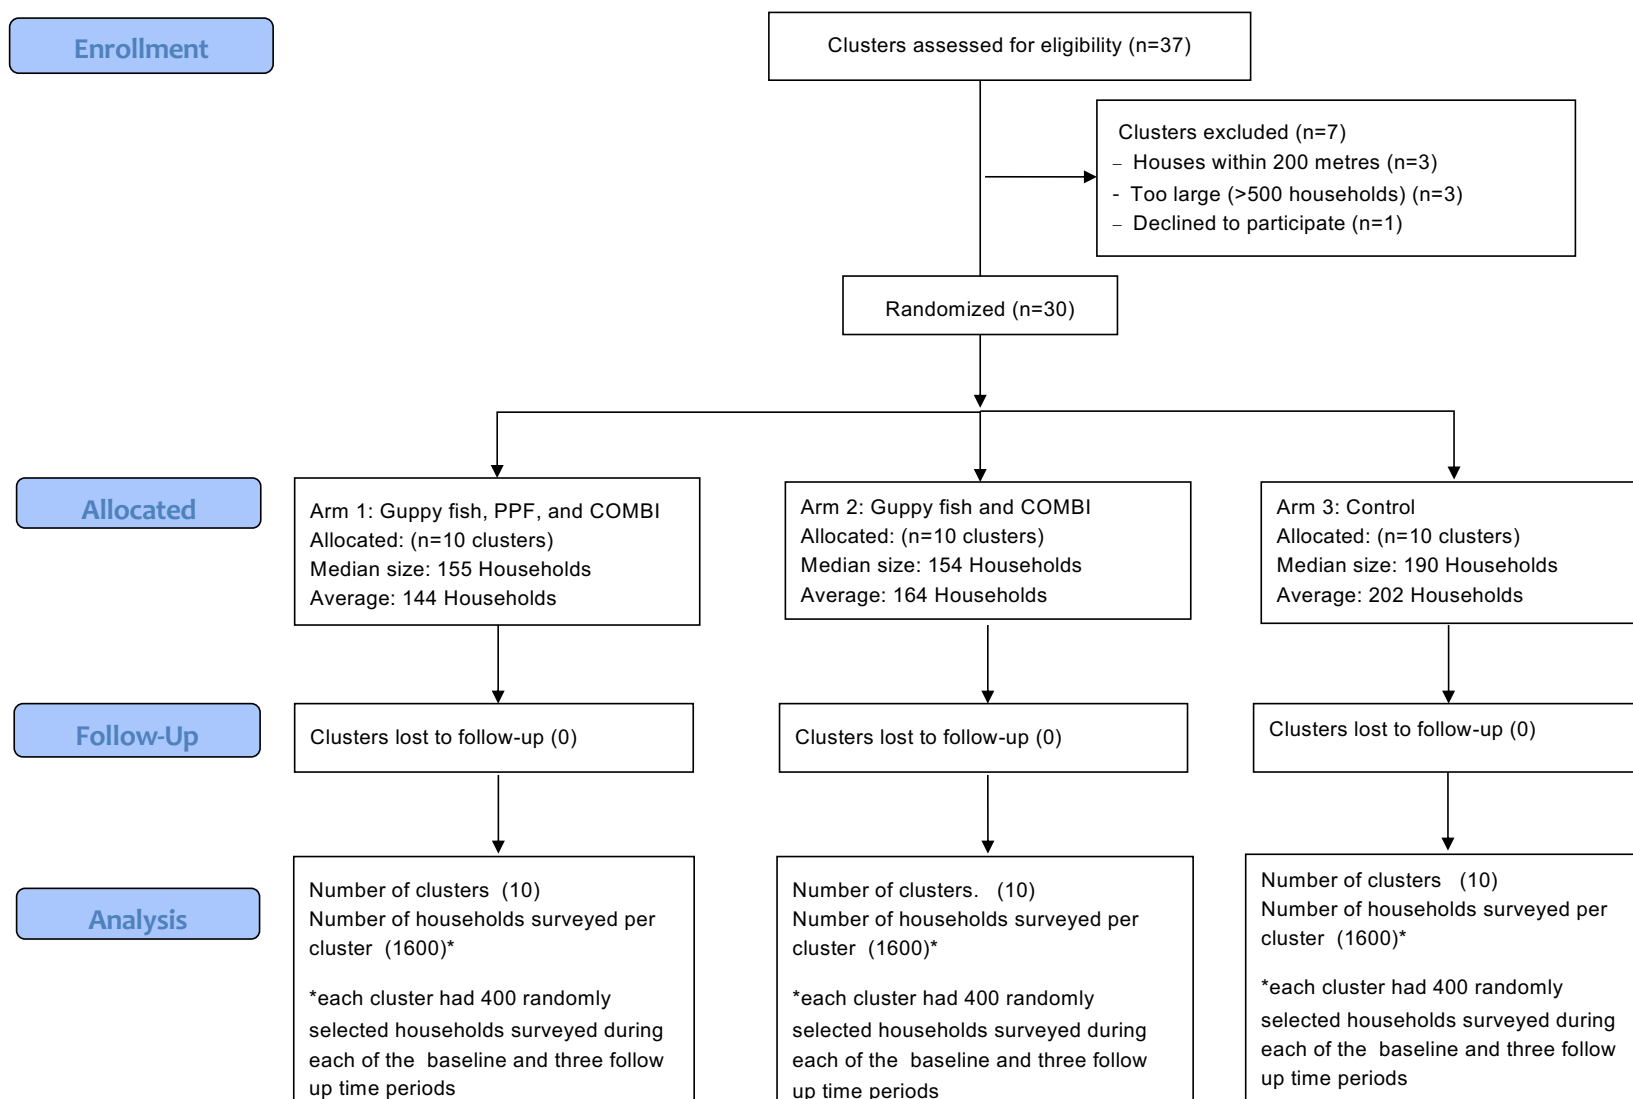 Enrollment
Clusters assessed for eligibility (n=37)
Clusters excluded (n=7)
– Houses within 200 metres (n=3)
- Too large (>500 households) (n=3)
– Declined to participate (n=1)
Randomized (n=30)
Allocated
Arm 1: Guppy fish, PPF, and COMBI
Allocated: (n=10 clusters)
Median size: 155 Households
Average: 144 Households
Arm 2: Guppy fish and COMBI
Allocated: (n=10 clusters)
Median size: 154 Households
Average: 164 Households
Arm 3: Control
Allocated: (n=10 clusters)
Median size: 190 Households
Average: 202 Households
Follow-Up
Clusters lost to follow-up (0)
Clusters lost to follow-up (0)
Clusters lost to follow-up (0)
Analysis
Number of clusters (10)
Number of households surveyed per
cluster (1600)*
*each cluster had 400 randomly
selected households surveyed during
each of the baseline and three follow
up time periods
Number of clusters. (10)
Number of households surveyed per
cluster (1600)*
*each cluster had 400 randomly
selected households surveyed during
each of the baseline and three follow
up time periods
Number of clusters (10)
Number of households surveyed per
cluster (1600)*
*each cluster had 400 randomly
selected households surveyed during
each of the baseline and three follow
up time periods